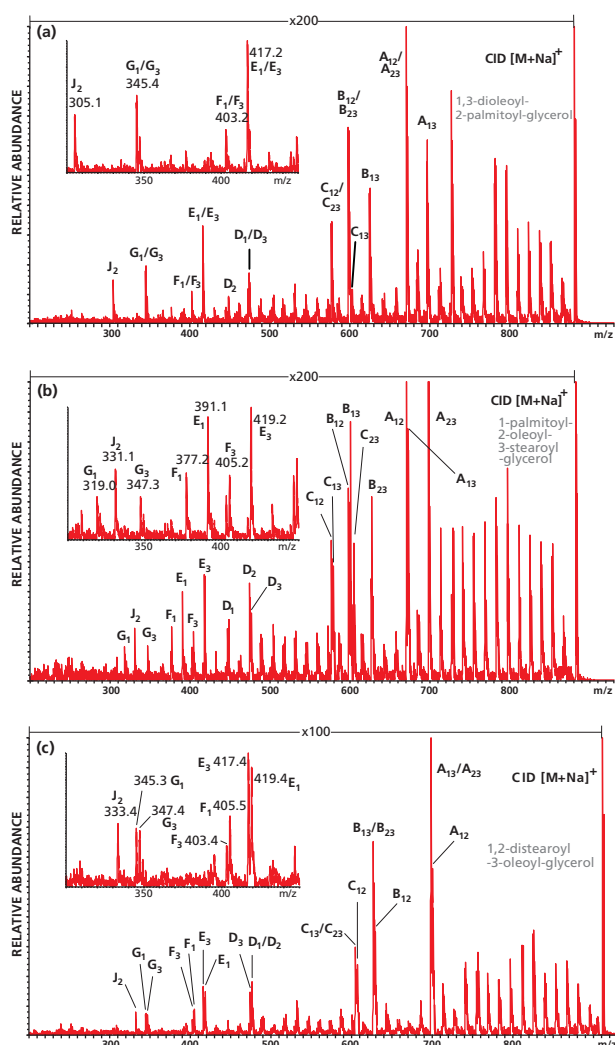 (a)
x200
CID [M+Na]+
1,3-dioleoyl-
2-palmitoyl-glycerol
RELATIVE ABUNDANCE
J2
305.1
G1/G3
345.4
F1/F3
403.2
417.2
E1/E3
350
400
m/z
J2
G1/G3
F1/F3
E1/E3
D2
D1/D3
C12/
C23
B12/
B23
C13
B13
A12/
A23
A13
300
400
500
600
700
800
m/z
(b)
x200
CID [M+Na]+
1-palmitoyl-
2-oleoyl-
3-stearoyl
-glycerol
RELATIVE ABUNDANCE
G1
319.0
J2
331.1
G3
347.3
F1
377.2
391.1
E1
F3
405.2
419.2
E3
350
400
m/z
G1
J2
G3
F1
E1
F3
E3
D1
D2
D3
C12
C13
B12
B13
C23
B23
A12
A13
A23
300
400
500
600
700
800
m/z
(c)
x100
CID [M+Na]+
1,2-distearoyl
-3-oleoyl-glycerol
RELATIVE ABUNDANCE
J2
333.4
345.3 G1
347.4
G3
F3 403.4
F1
405.5
E3 417.4
419.4 E1
350
400
m/z
J2
G1
G3
F3
F1
E3
E1
D3
D1/D2
C13/C23
C12
B13/B23
B12
A13/A23
A12
300
400
500
600
700
800
m/z